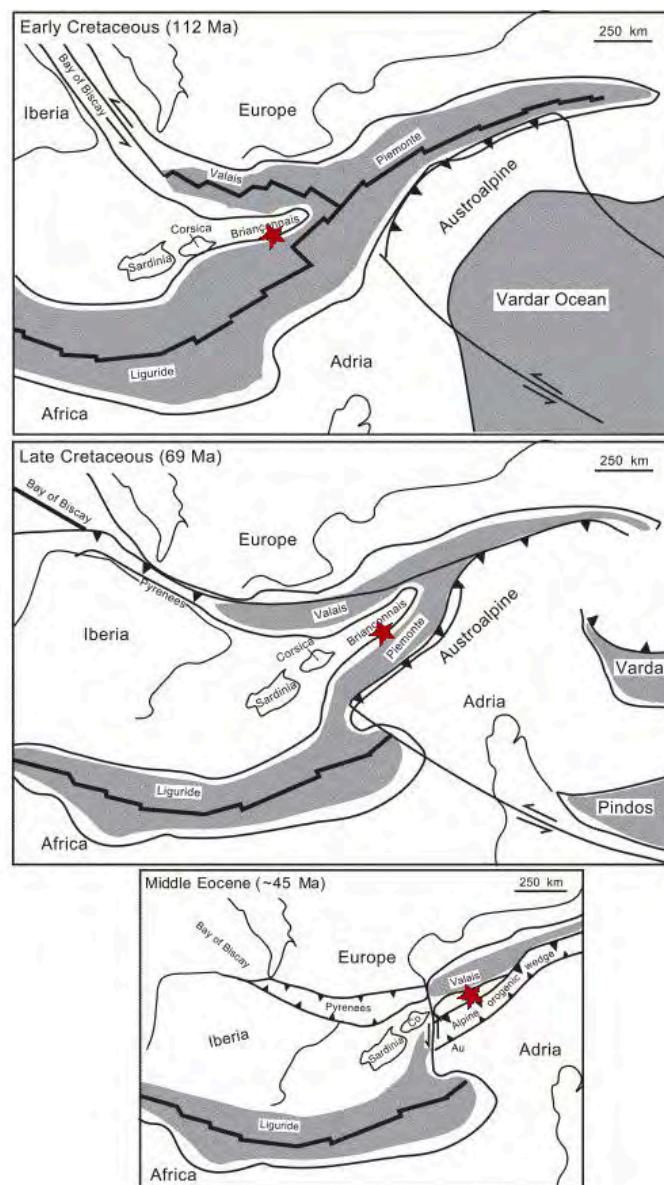 Early Cretaceous (112 Ma)
250 km
Iberia
Bay of Biscay
Europe
Piemonte
Valais
Austroalpine
Briançonnais
Corsica
Sardinia
Vardar Ocean
Liguride
Adria
Africa
Late Cretaceous (69 Ma)
250 km
Bay of Biscay
Europe
Pyrenees
Valais
Iberia
Briançonnais
Austroalpine
Corsica
Piemonte
Sardinia
Varda
Adria
Liguride
Pindos
Africa
Middle Eocene (~45 Ma)
250 km
Bay of Biscay
Europe
Valais
wedge
Pyrenees
Alpine orogenic
Co
Iberia
Sardinia
Au
Adria
Liguride
Africa